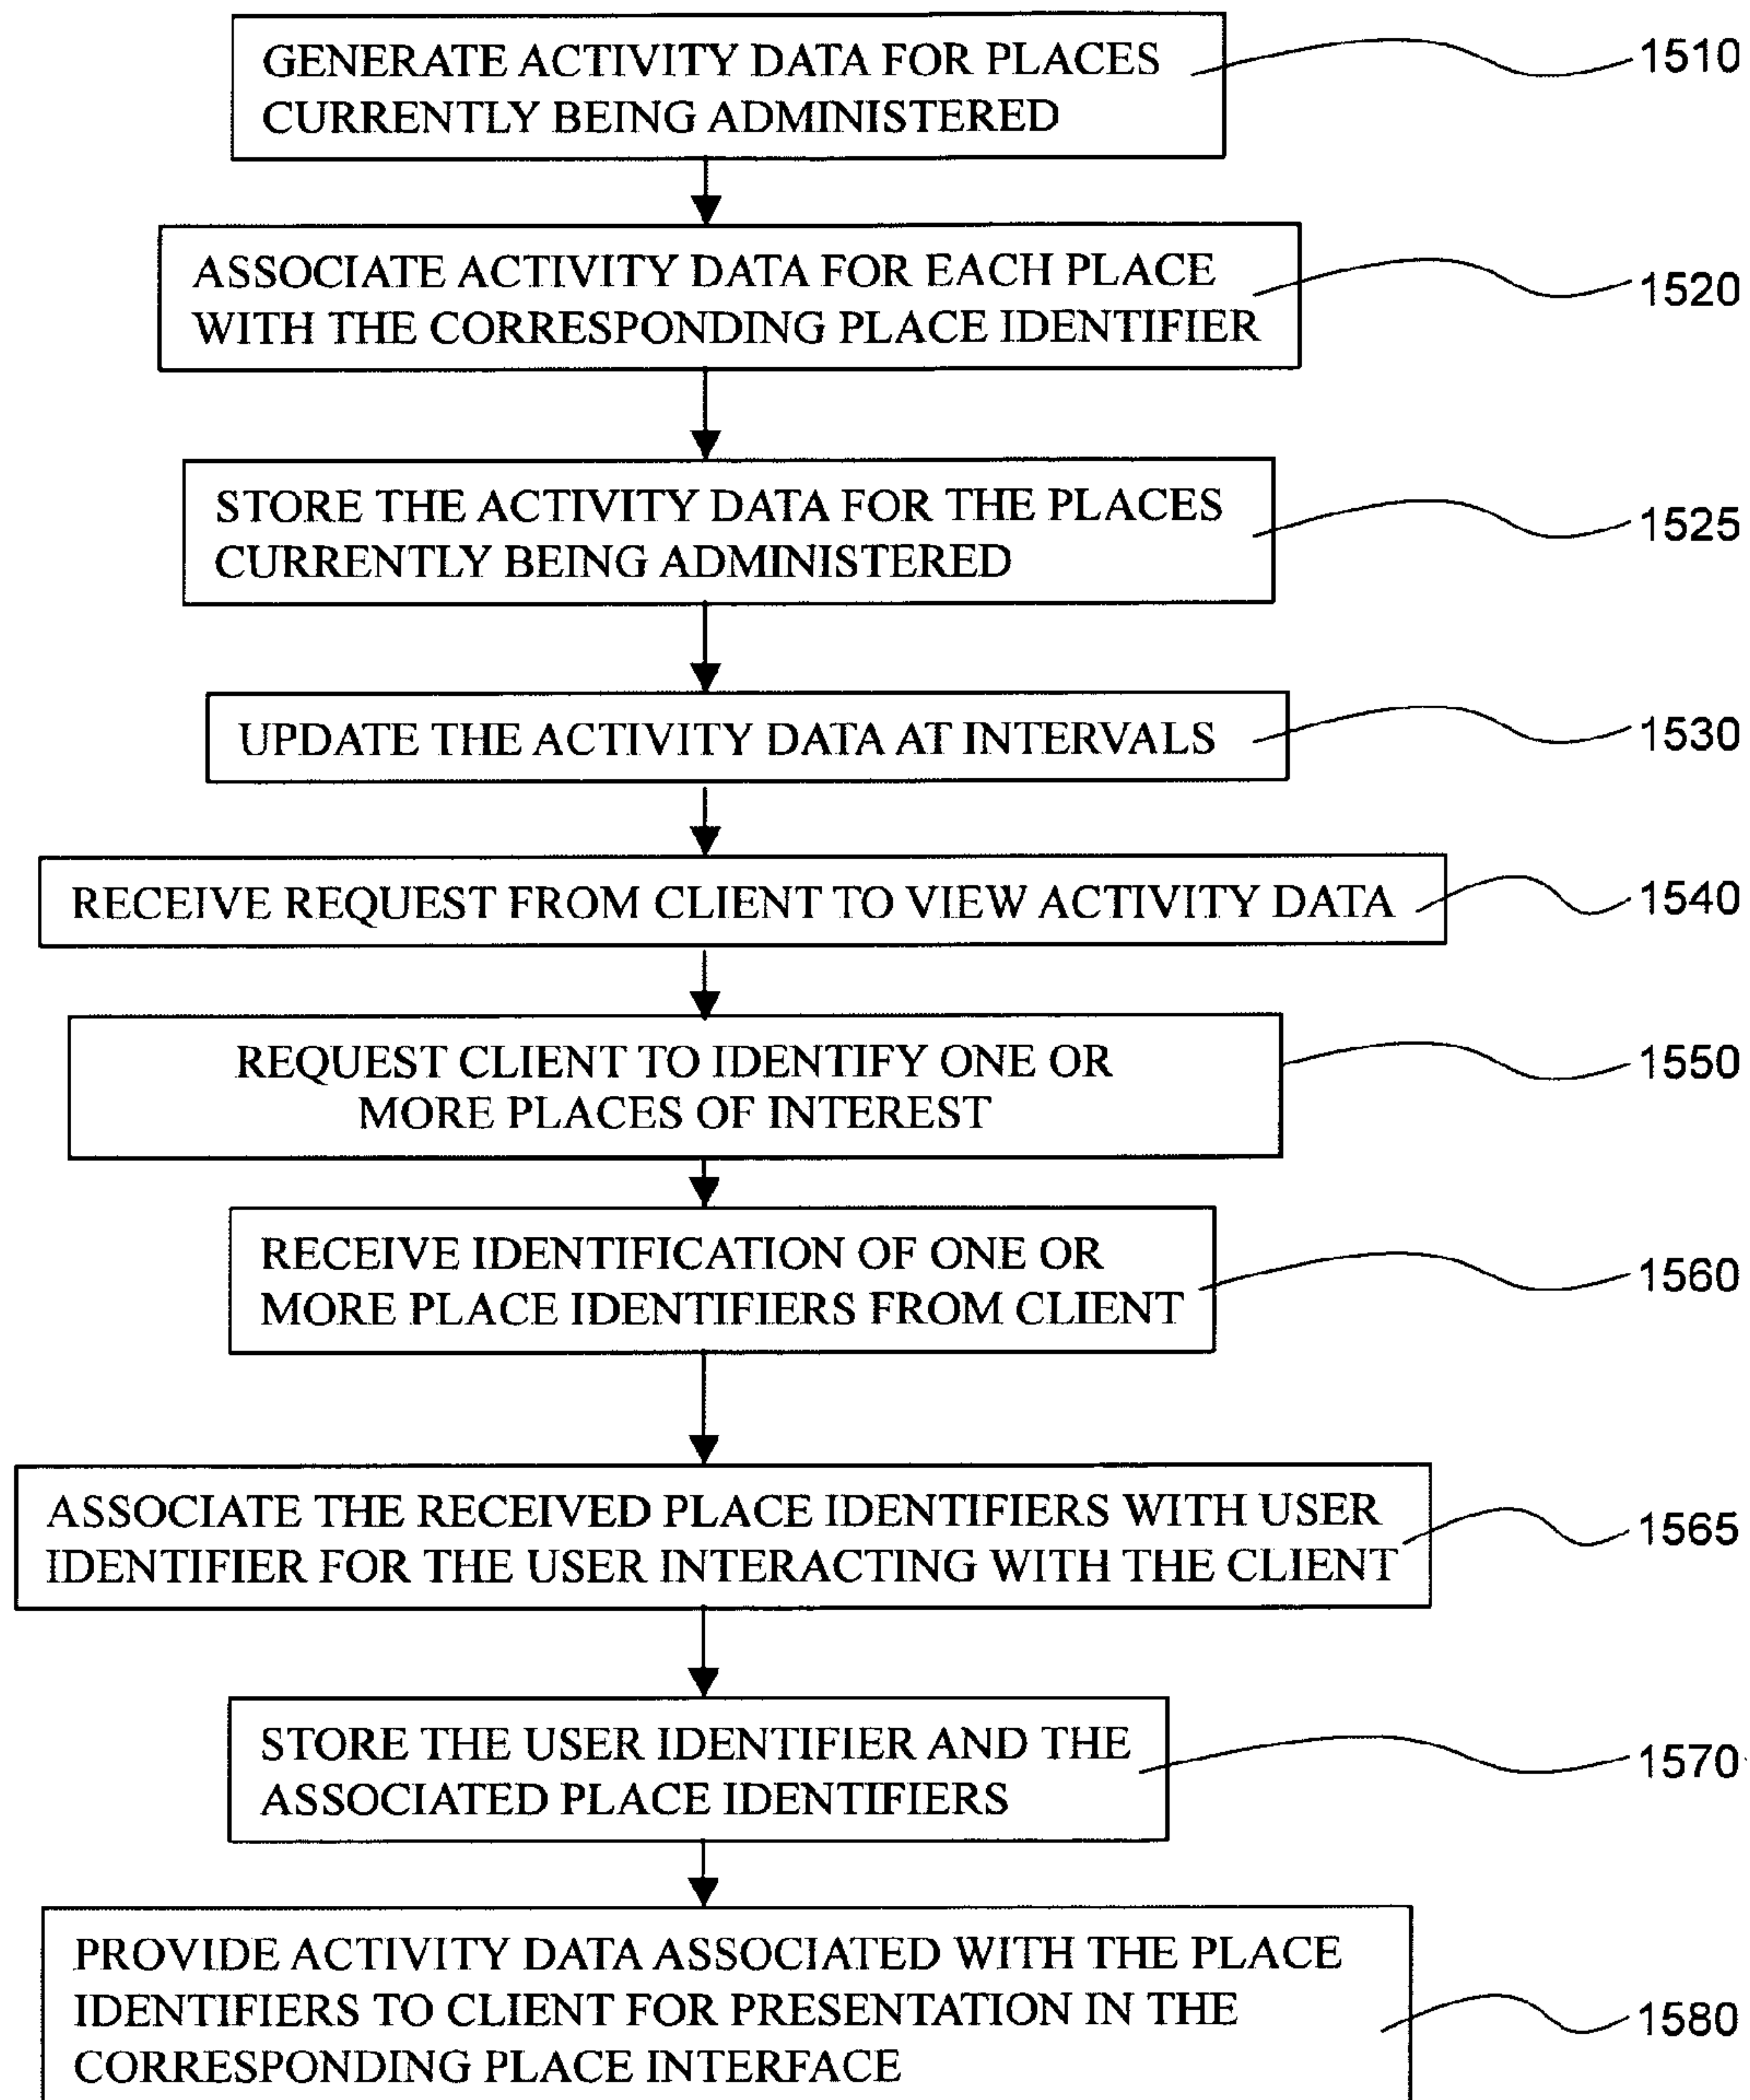 GENERATE ACTIVITY DATA FOR PLACES
CURRENTLY BEING ADMINISTERED
1510
ASSOCIATE ACTIVITY DATA FOR EACH PLACE
WITH THE CORRESPONDING PLACE IDENTIFIER
1520
STORE THE ACTIVITY DATA FOR THE PLACES
CURRENTLY BEING ADMINISTERED
1525
UPDATE THE ACTIVITY DATA AT INTERVALS
1530
RECEIVE REQUEST FROM CLIENT TO VIEW ACTIVITY DATA
1540
REQUEST CLIENT TO IDENTIFY ONE OR
MORE PLACES OF INTEREST
1550
RECEIVE IDENTIFICATION OF ONE OR
MORE PLACE IDENTIFIERS FROM CLIENT
1560
ASSOCIATE THE RECEIVED PLACE IDENTIFIERS WITH USER
IDENTIFIER FOR THE USER INTERACTING WITH THE CLIENT
1565
STORE THE USER IDENTIFIER AND THE
ASSOCIATED PLACE IDENTIFIERS
1570
PROVIDE ACTIVITY DATA ASSOCIATED WITH THE PLACE
IDENTIFIERS TO CLIENT FOR PRESENTATION IN THE
CORRESPONDING PLACE INTERFACE
1580